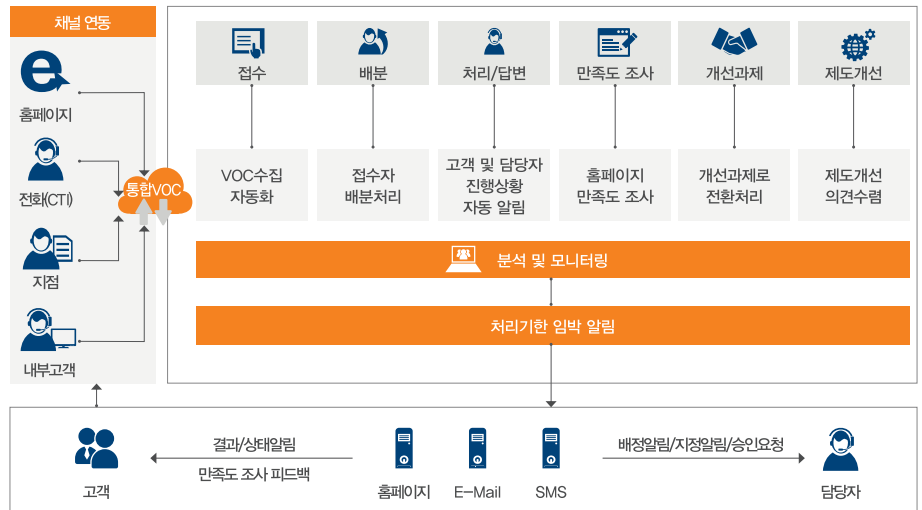 채널 연동
홈페이지
전화(CTI)
지점
내부고객
통합VOC
접수
배분
처리/답변
만족도 조사
개선과제
제도개선
VOC수집
자동화
접수자
배분처리
고객 및 담당자
진행상황
자동 알림
홈페이지
만족도 조사
개선과제로
전환처리
제도개선
의견수렴
분석 및 모니터링
처리기한 임박 알림
고객
결과/상태알림
만족도 조사 피드백
홈페이지
E-Mail
SMS
배정알림/지정알림/승인요청
담당자